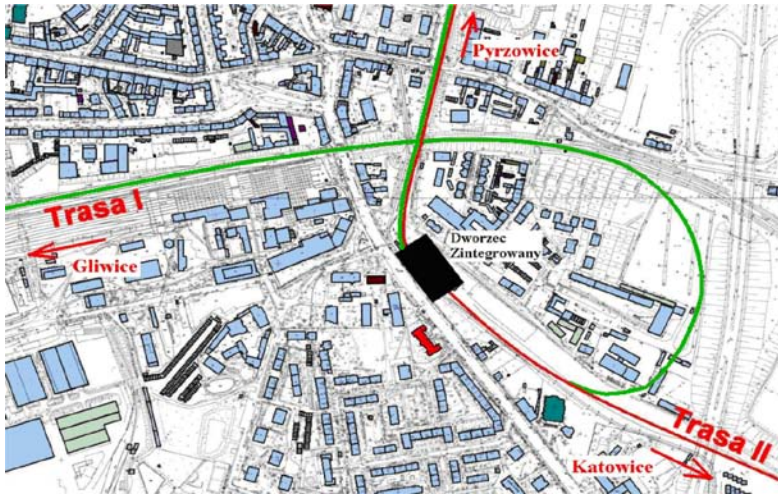 Pyrzowice
Trasa I
Gliwice
Dworzec
Zintegrowany
Trasa II
Katowice